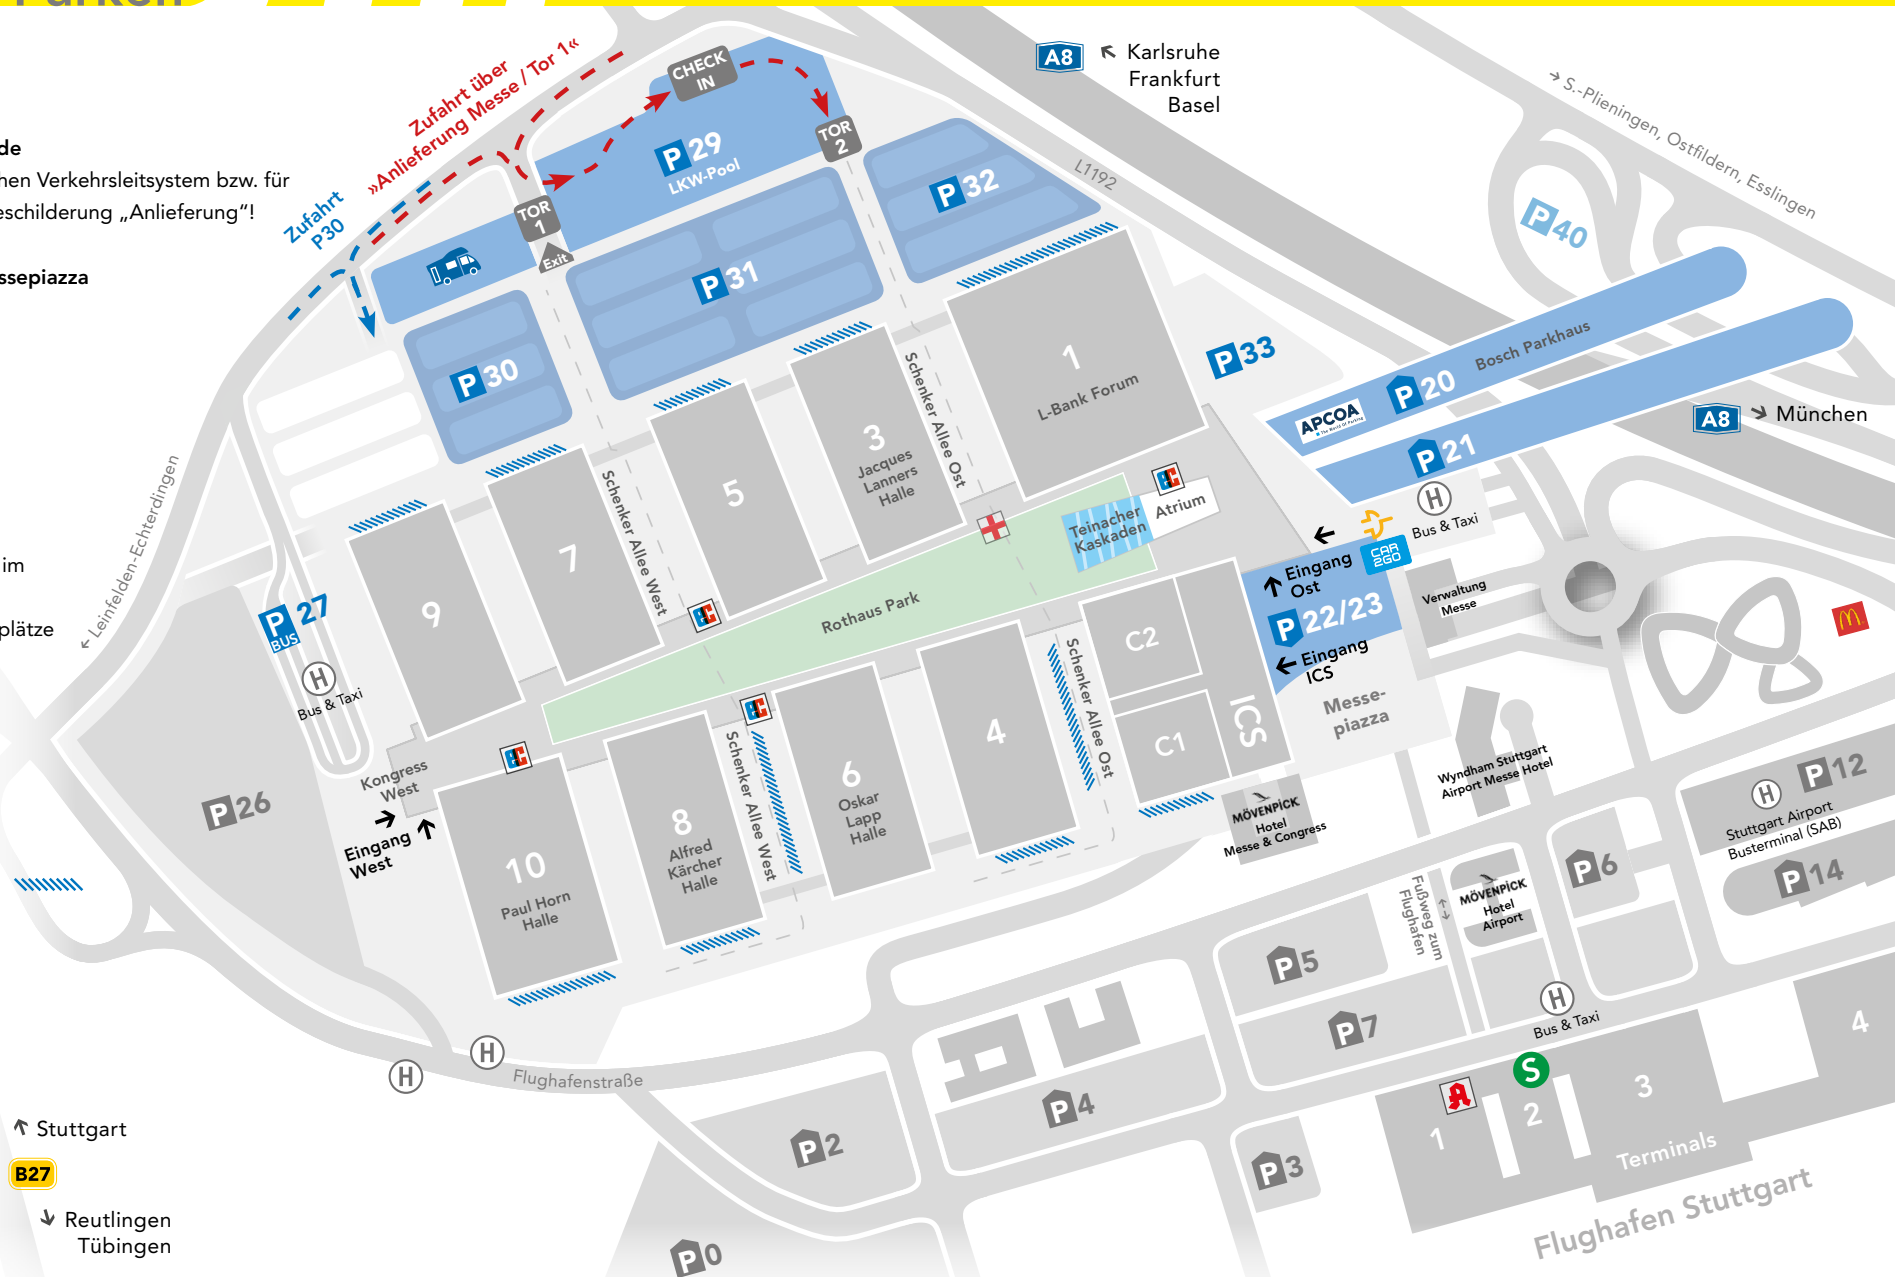 Parken
de
hen Verkehrsleitsystem bzw. für
eschilderung „Anlieferung“!
ssepiazza
im
plätze
Zufahrt über
»Anlieferung Messe / Tor 1«
Zufahrt
P30
CHECK
IN
TOR
2
TOR
1
Exit
P 29
LKW-Pool
P 32
P 31
P 30
A8
Karlsruhe
Frankfurt
Basel
L1192
S.-Plieningen, Ostfildern, Esslingen
P 40
P 33
Bosch Parkhaus
P 20
APCOA
P 21
A8
München
H
Bus & Taxi
CAR
2GO
Eingang
Ost
P 22/23
Eingang
ICS
Verwaltung
Messe
Messe-
piazza
1
L-Bank Forum
3
Jacques
Lanners
Halle
Schenker Allee Ost
5
Schenker Allee West
7
9
EC
Atrium
Teinacher
Kaskaden
Rothaus Park
EC
EC
EC
Leinfelden-Echterdingen
P 27
BUS
H
Bus & Taxi
P 26
Kongress
West
Eingang
West
10
Paul Horn
Halle
8
Alfred
Kärcher
Halle
Schenker Allee West
6
Oskar
Lapp
Halle
4
Schenker Allee Ost
C2
C1
ICS
MÖVENPICK
Hotel
Messe & Congress
Wyndham Stuttgart
Airport Messe Hotel
P 12
H
Stuttgart Airport
Busterminal (SAB)
P 14
P 6
MÖVENPICK
Hotel
Airport
Fußweg zum
Flughafen
P 5
P 7
H
Bus & Taxi
S
A
1
2
3
4
Terminals
Flughafen Stuttgart
H
H
Flughafenstraße
P 4
P 2
P 3
P 0
Stuttgart
B27
Reutlingen
Tübingen